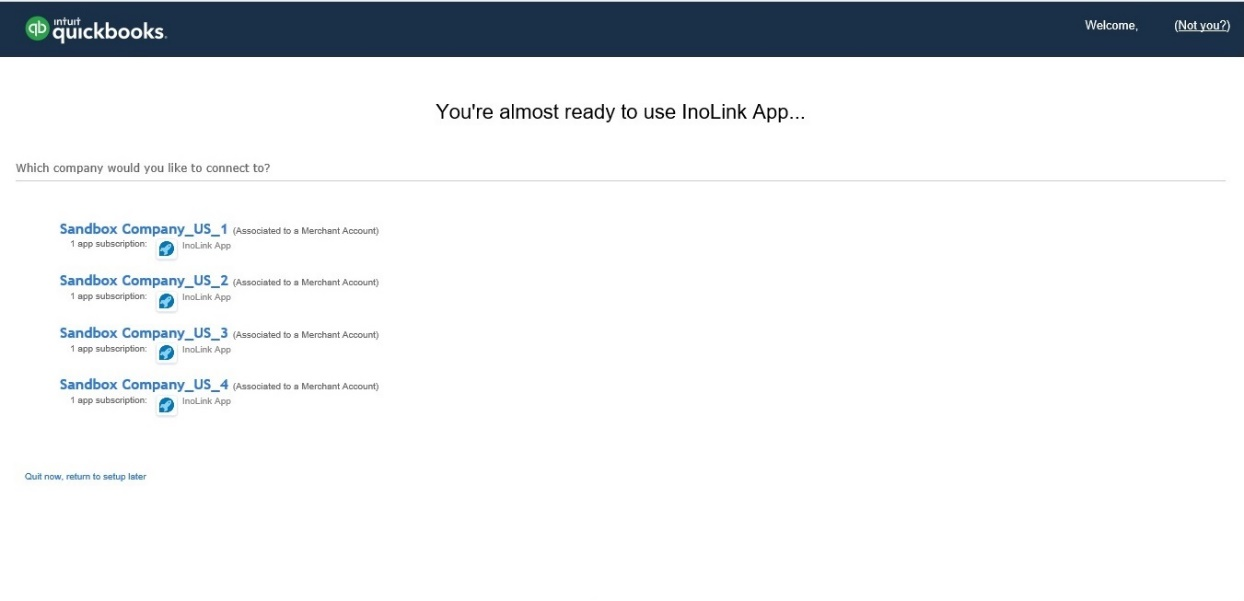 intuit
quickbooks.
Welcome, (Not you?)
You're almost ready to use InoLink App...
Which company would you like to connect to?
Sandbox Company_US_1 (Associated to a Merchant Account)
1 app subscription: InoLink App
Sandbox Company_US_2 (Associated to a Merchant Account)
1 app subscription: InoLink App
Sandbox Company_US_3 (Associated to a Merchant Account)
1 app subscription: InoLink App
Sandbox Company_US_4 (Associated to a Merchant Account)
1 app subscription: InoLink App
Quit now, return to setup later